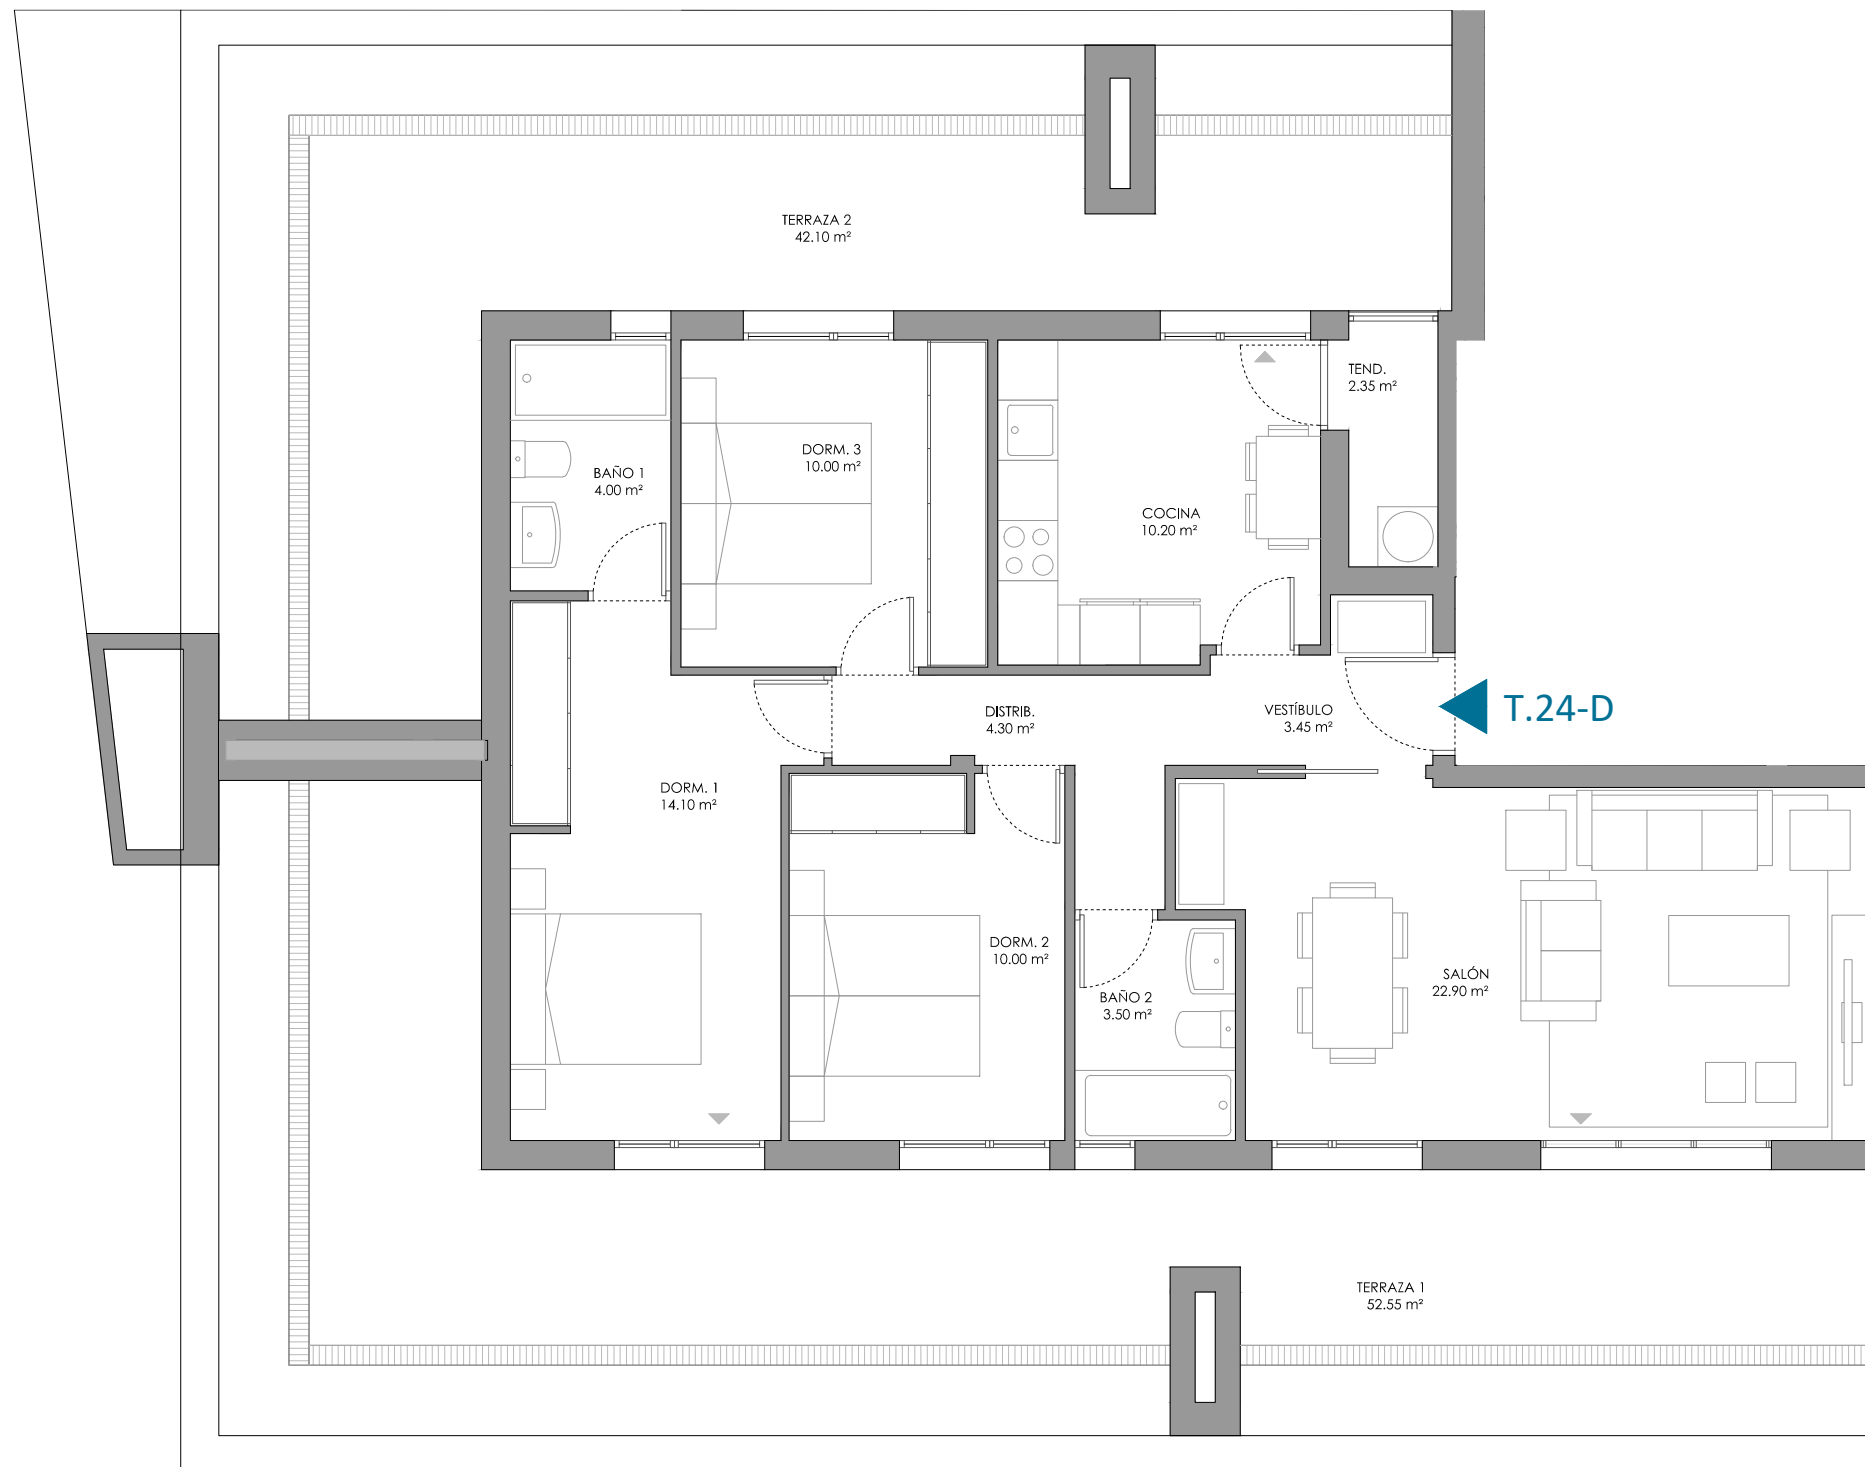 TERRAZA 2
42.10 m²
TEND.
2.35 m²
DORM. 3
10.00 m²
BAÑO 1
4.00 m²
COCINA
10.20 m²
DISTRIB.
4.30 m²
VESTÍBULO
3.45 m²
T.24-D
DORM. 1
14.10 m²
DORM. 2
10.00 m²
BAÑO 2
3.50 m²
SALÓN
22.90 m²
TERRAZA 1
52.55 m²